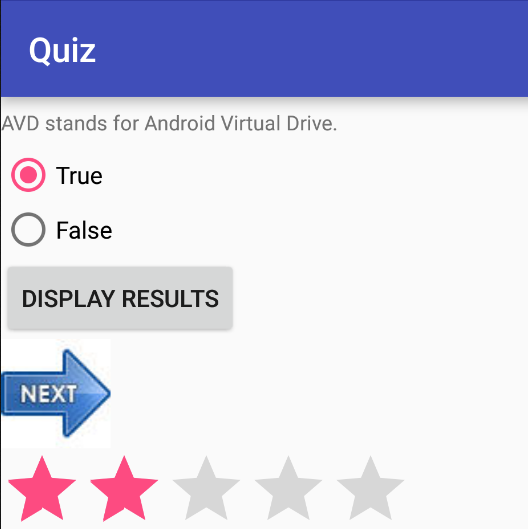 Quiz
AVD stands for Android Virtual Drive.
True
False
DISPLAY RESULTS
NEXT